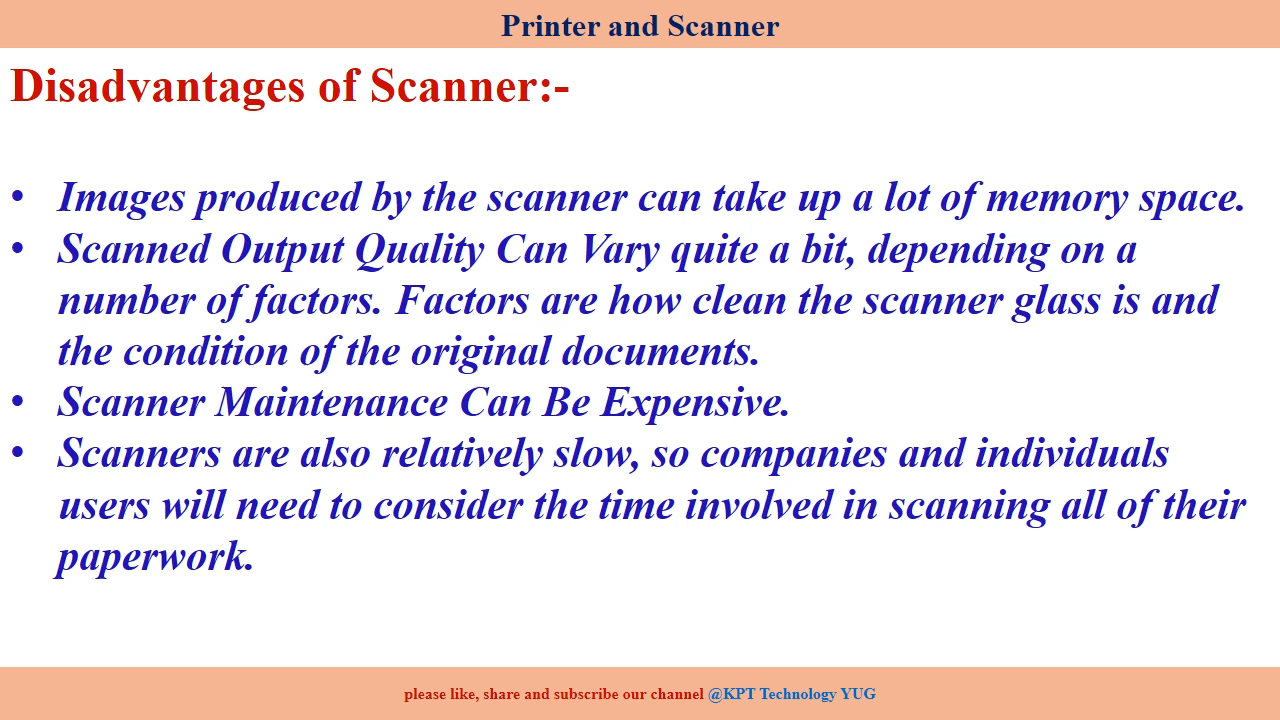 Printer and Scanner
Disadvantages of Scanner:-
• Images produced by the scanner can take up a lot of memory space.
• Scanned Output Quality Can Vary quite a bit, depending on a
number of factors. Factors are how clean the scanner glass is and
the condition of the original documents.
• Scanner Maintenance Can Be Expensive.
• Scanners are also relatively slow, so companies and individuals
users will need to consider the time involved in scanning all of their
paperwork.
please like, share and subscribe our channel @KPT Technology YUG